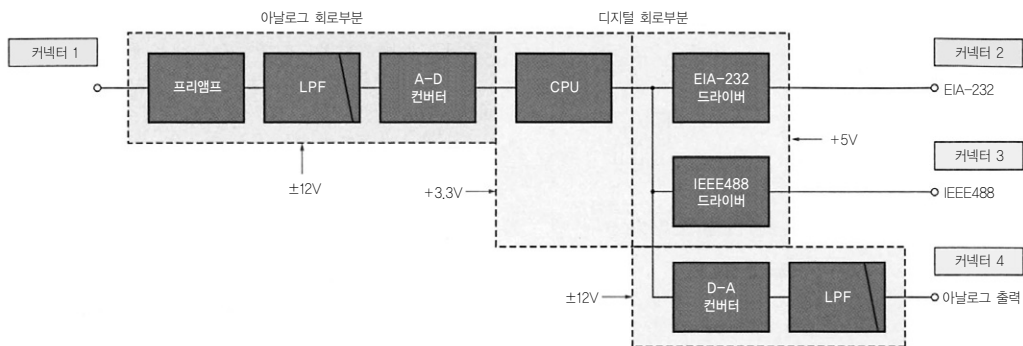 아날로그 회로부분
디지털 회로부분
커넥터 1
커넥터 2
프리앰프
LPF
A-D
컨버터
CPU
EIA-232
드라이버
EIA-232
+5V
커넥터 3
±12V
+3.3V
IEEE488
드라이버
IEEE488
커넥터 4
±12V
D-A
컨버터
LPF
아날로그 출력